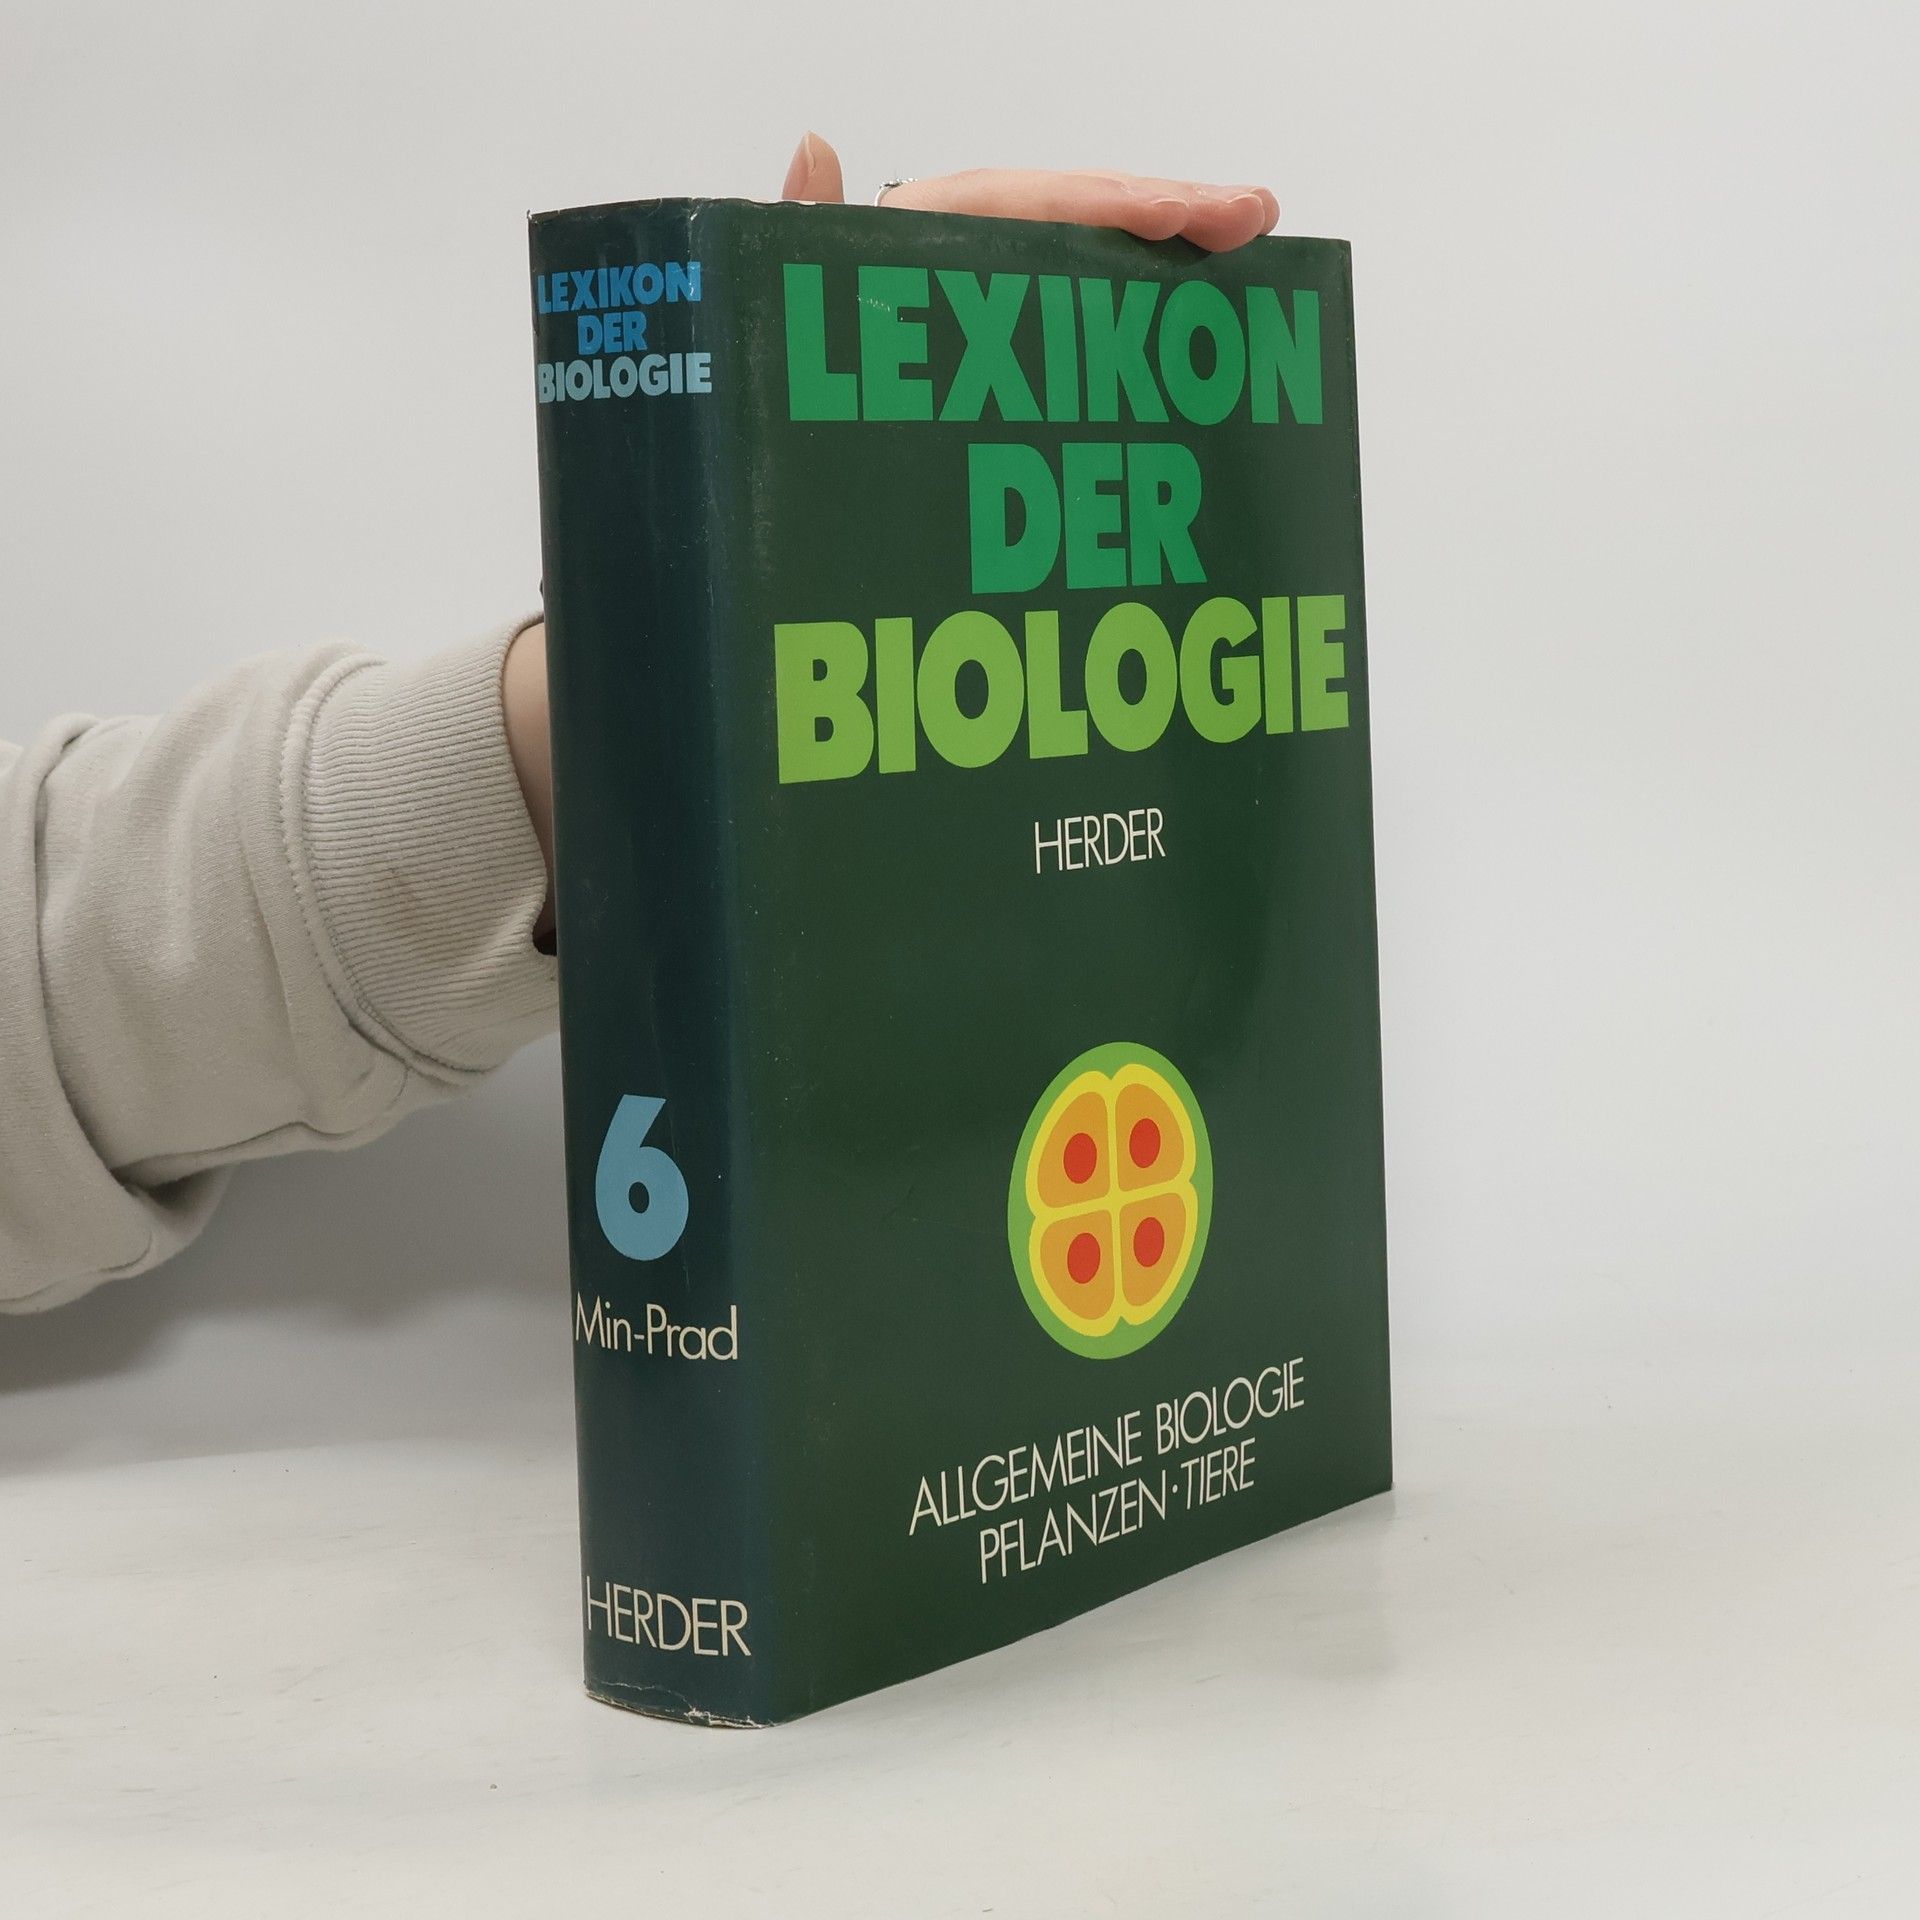 LEXIKON
DER
BIOLOGIE
6
Min-Prad
HERDER
LEXIKON
DER
BIOLOGIE
HERDER
ALLGEMEINE BIOLOGIE
PFLANZEN·TIERE